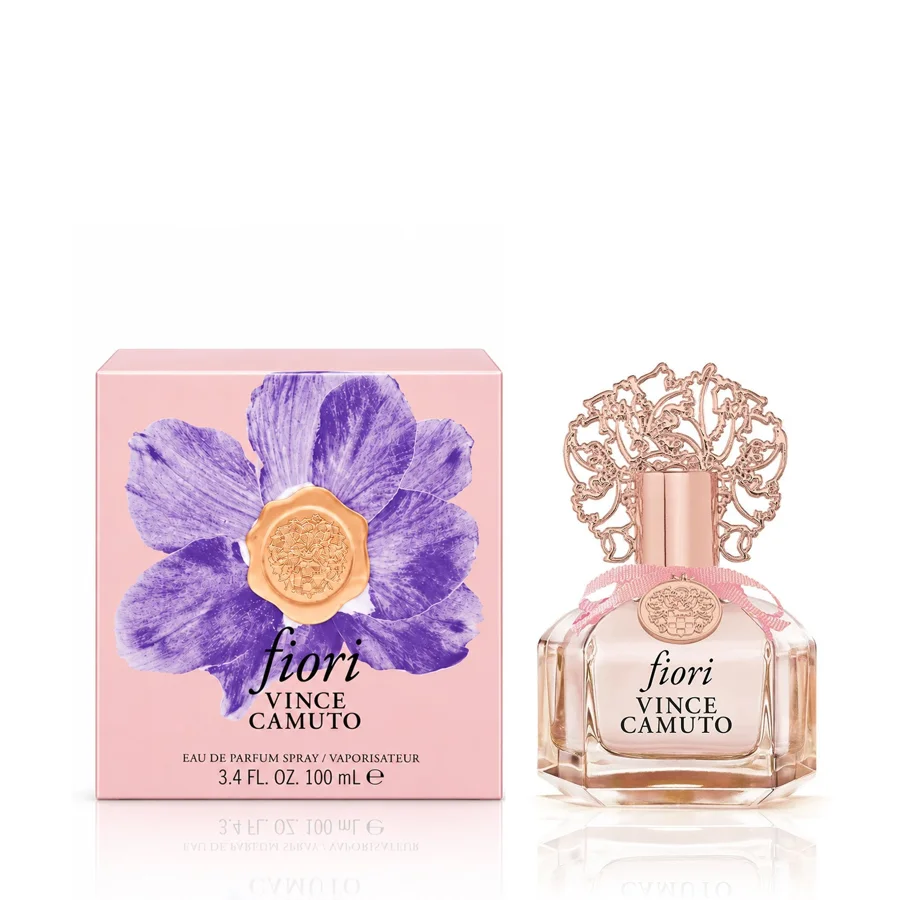 fiori
VINCE
CAMUTO
EAU DE PARFUM SPRAY / VAPORISATEUR
3.4 FL. OZ. 100 mL ℮
fiori
VINCE
CAMUTO